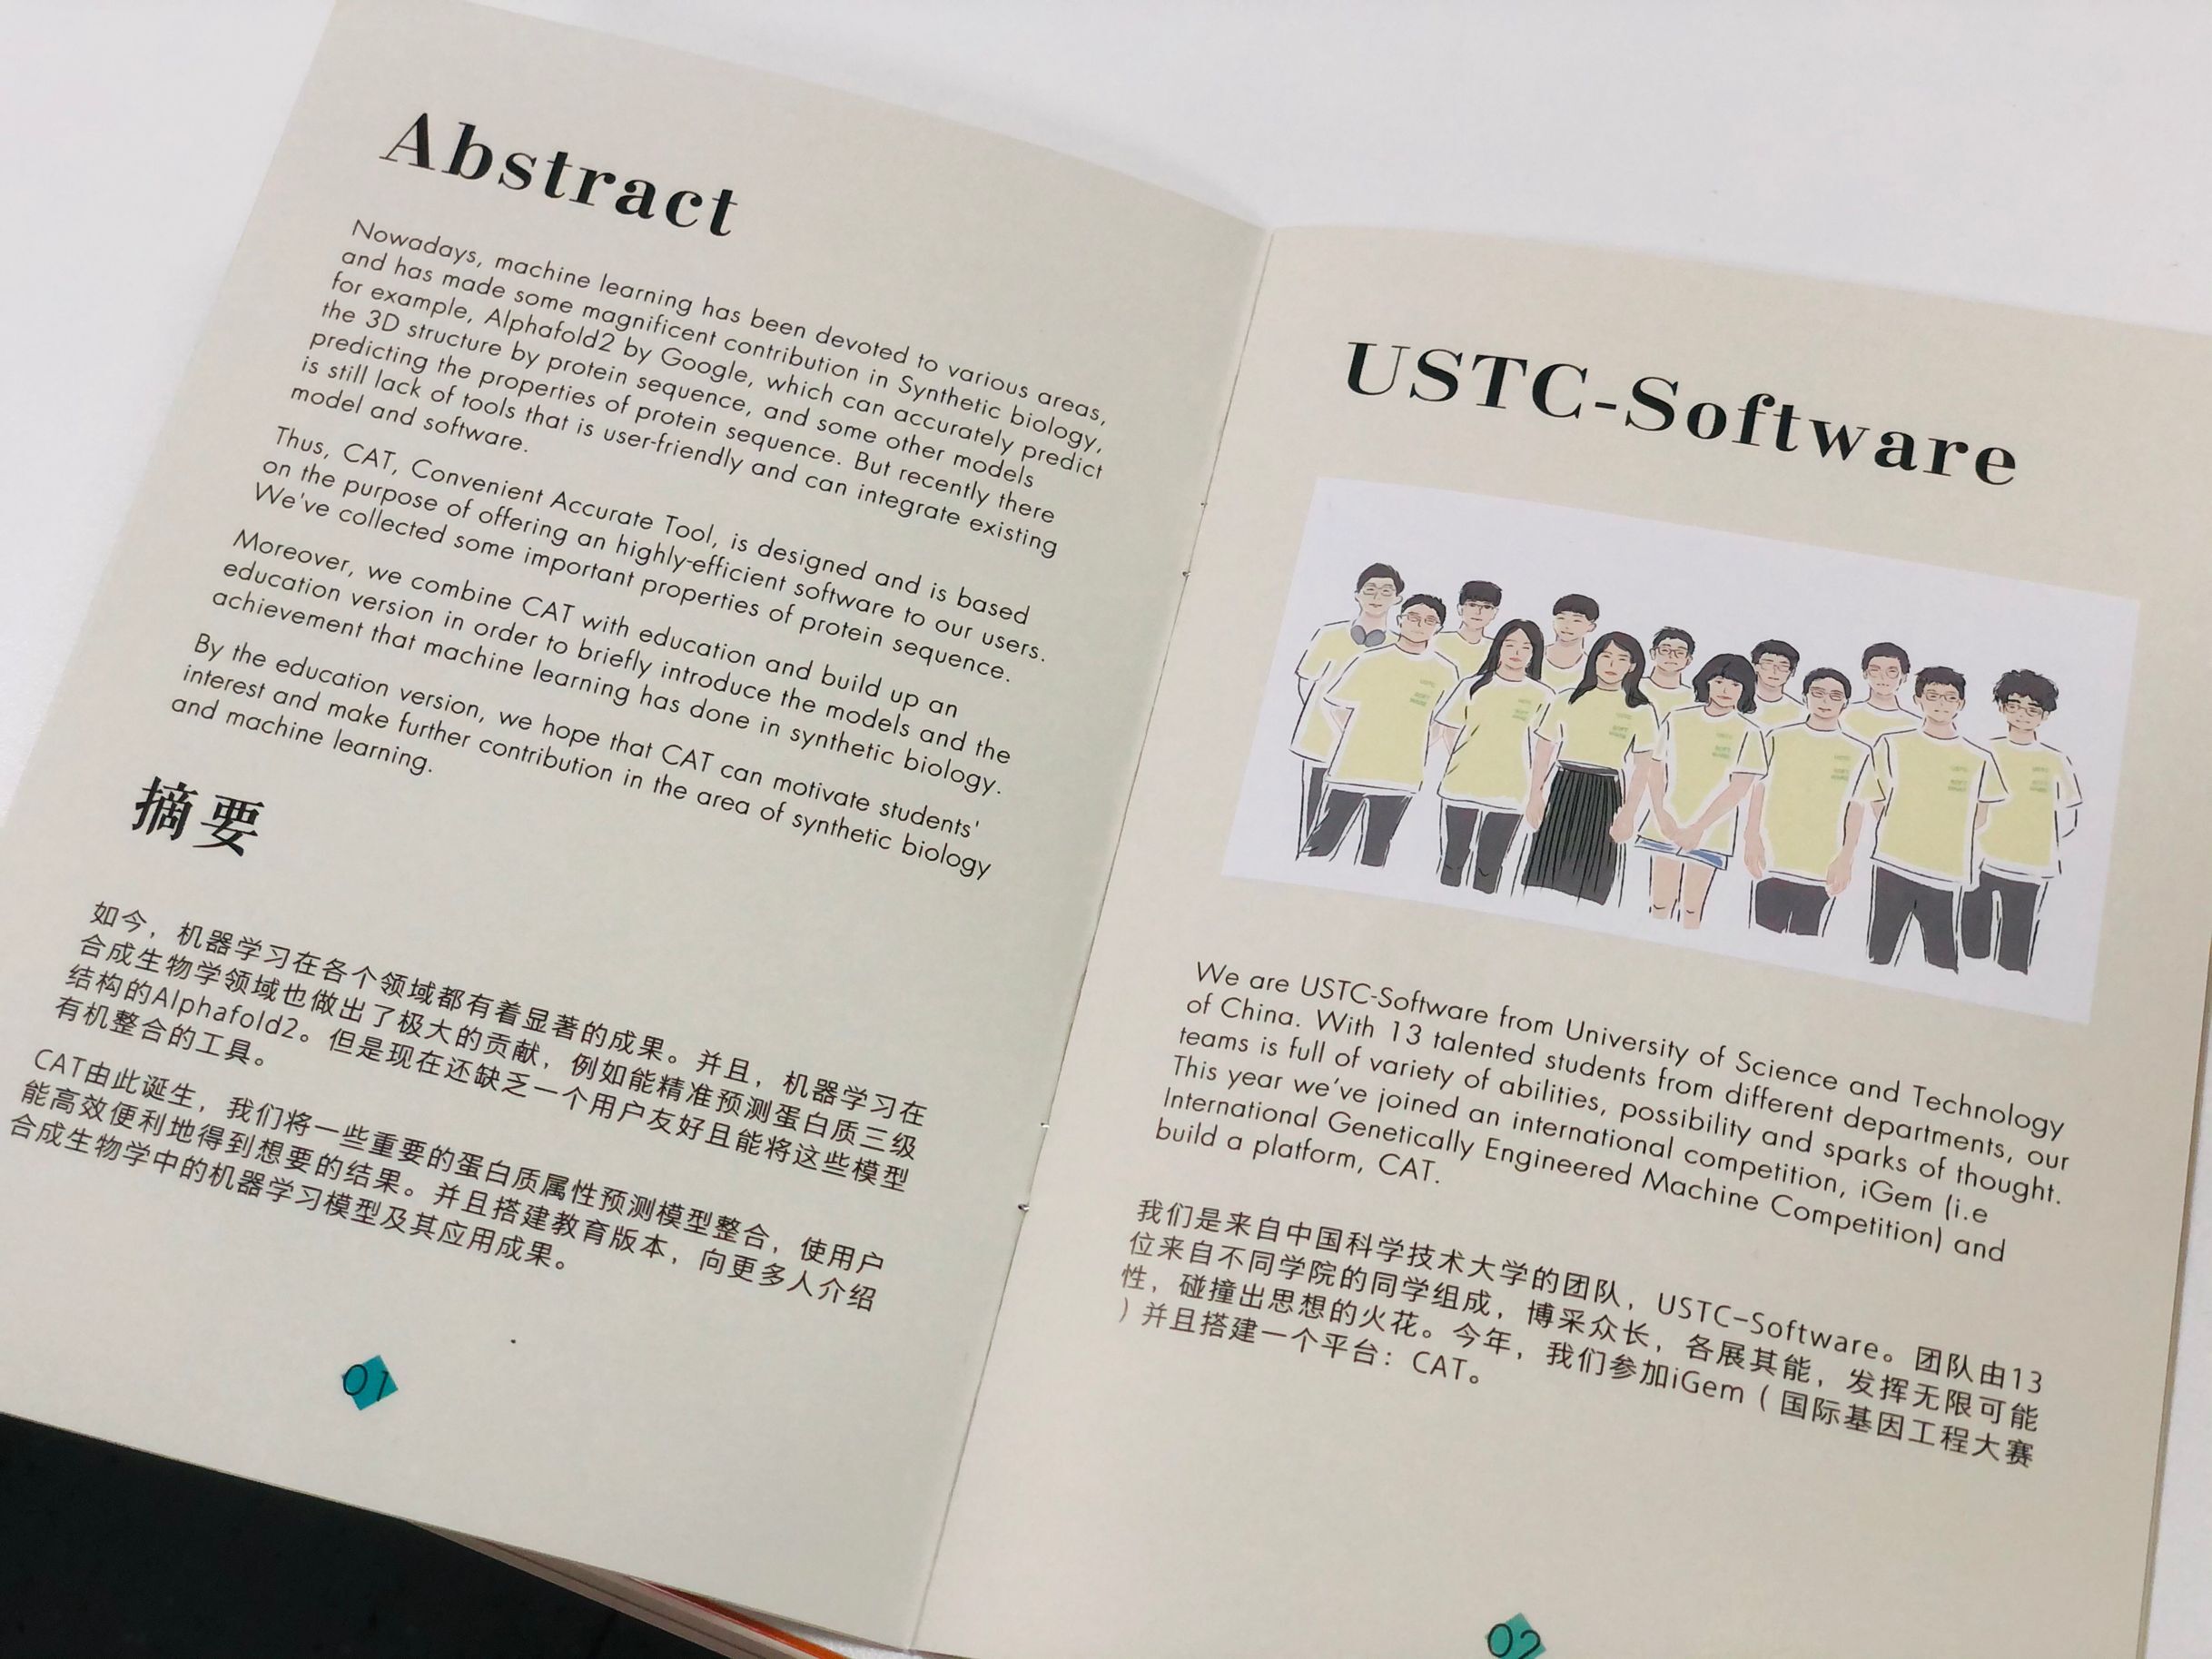 Abstract
Nowadays, machine learning has been devoted to various areas,
and has made some magnificent contribution in Synthetic biology,
for example, Alphafold2 by Google, which can accurately predict
the 3D structure by protein sequence, and some other models
predicting the properties of protein sequence. But recently there
is still lack of tools that is user-friendly and can integrate existing
model and software.
Thus, CAT, Convenient Accurate Tool, is designed and is based
on the purpose of offering an highly-efficient software to our users.
We've collected some important properties of protein sequence.
Moreover, we combine CAT with education and build up an
education version in order to briefly introduce the models and the
achievement that machine learning has done in synthetic biology.
By the education version, we hope that CAT can motivate students'
interest and make further contribution in the area of synthetic biology
and machine learning.
摘要
如今，机器学习在各个领域都有着显著的成果。并且，机器学习在
合成生物学领域也做出了极大的贡献，例如能精准预测蛋白质三级
结构的Alphafold2。但是现在还缺乏一个用户友好且能将这些模型
有机整合的工具。
CAT由此诞生，我们将一些重要的蛋白质属性预测模型整合，使用户
能高效便利地得到想要的结果。并且搭建教育版本，向更多人介绍
合成生物学中的机器学习模型及其应用成果。
01
USTC-Software
We are USTC-Software from University of Science and Technology
of China. With 13 talented students from different departments, our
teams is full of variety of abilities, possibility and sparks of thought.
This year we've joined an international competition, iGem (i.e
International Genetically Engineered Machine Competition) and
build a platform, CAT.
我们是来自中国科学技术大学的团队，USTC-Software。团队由13
位来自不同学院的同学组成，博采众长，各展其能，发挥无限可能
性，碰撞出思想的火花。今年，我们参加iGem（国际基因工程大赛
）并且搭建一个平台：CAT。
02